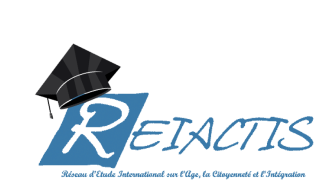 REIACTIS
Réseau d'Etude International sur l'Age, la Citoyenneté et l'Intégration